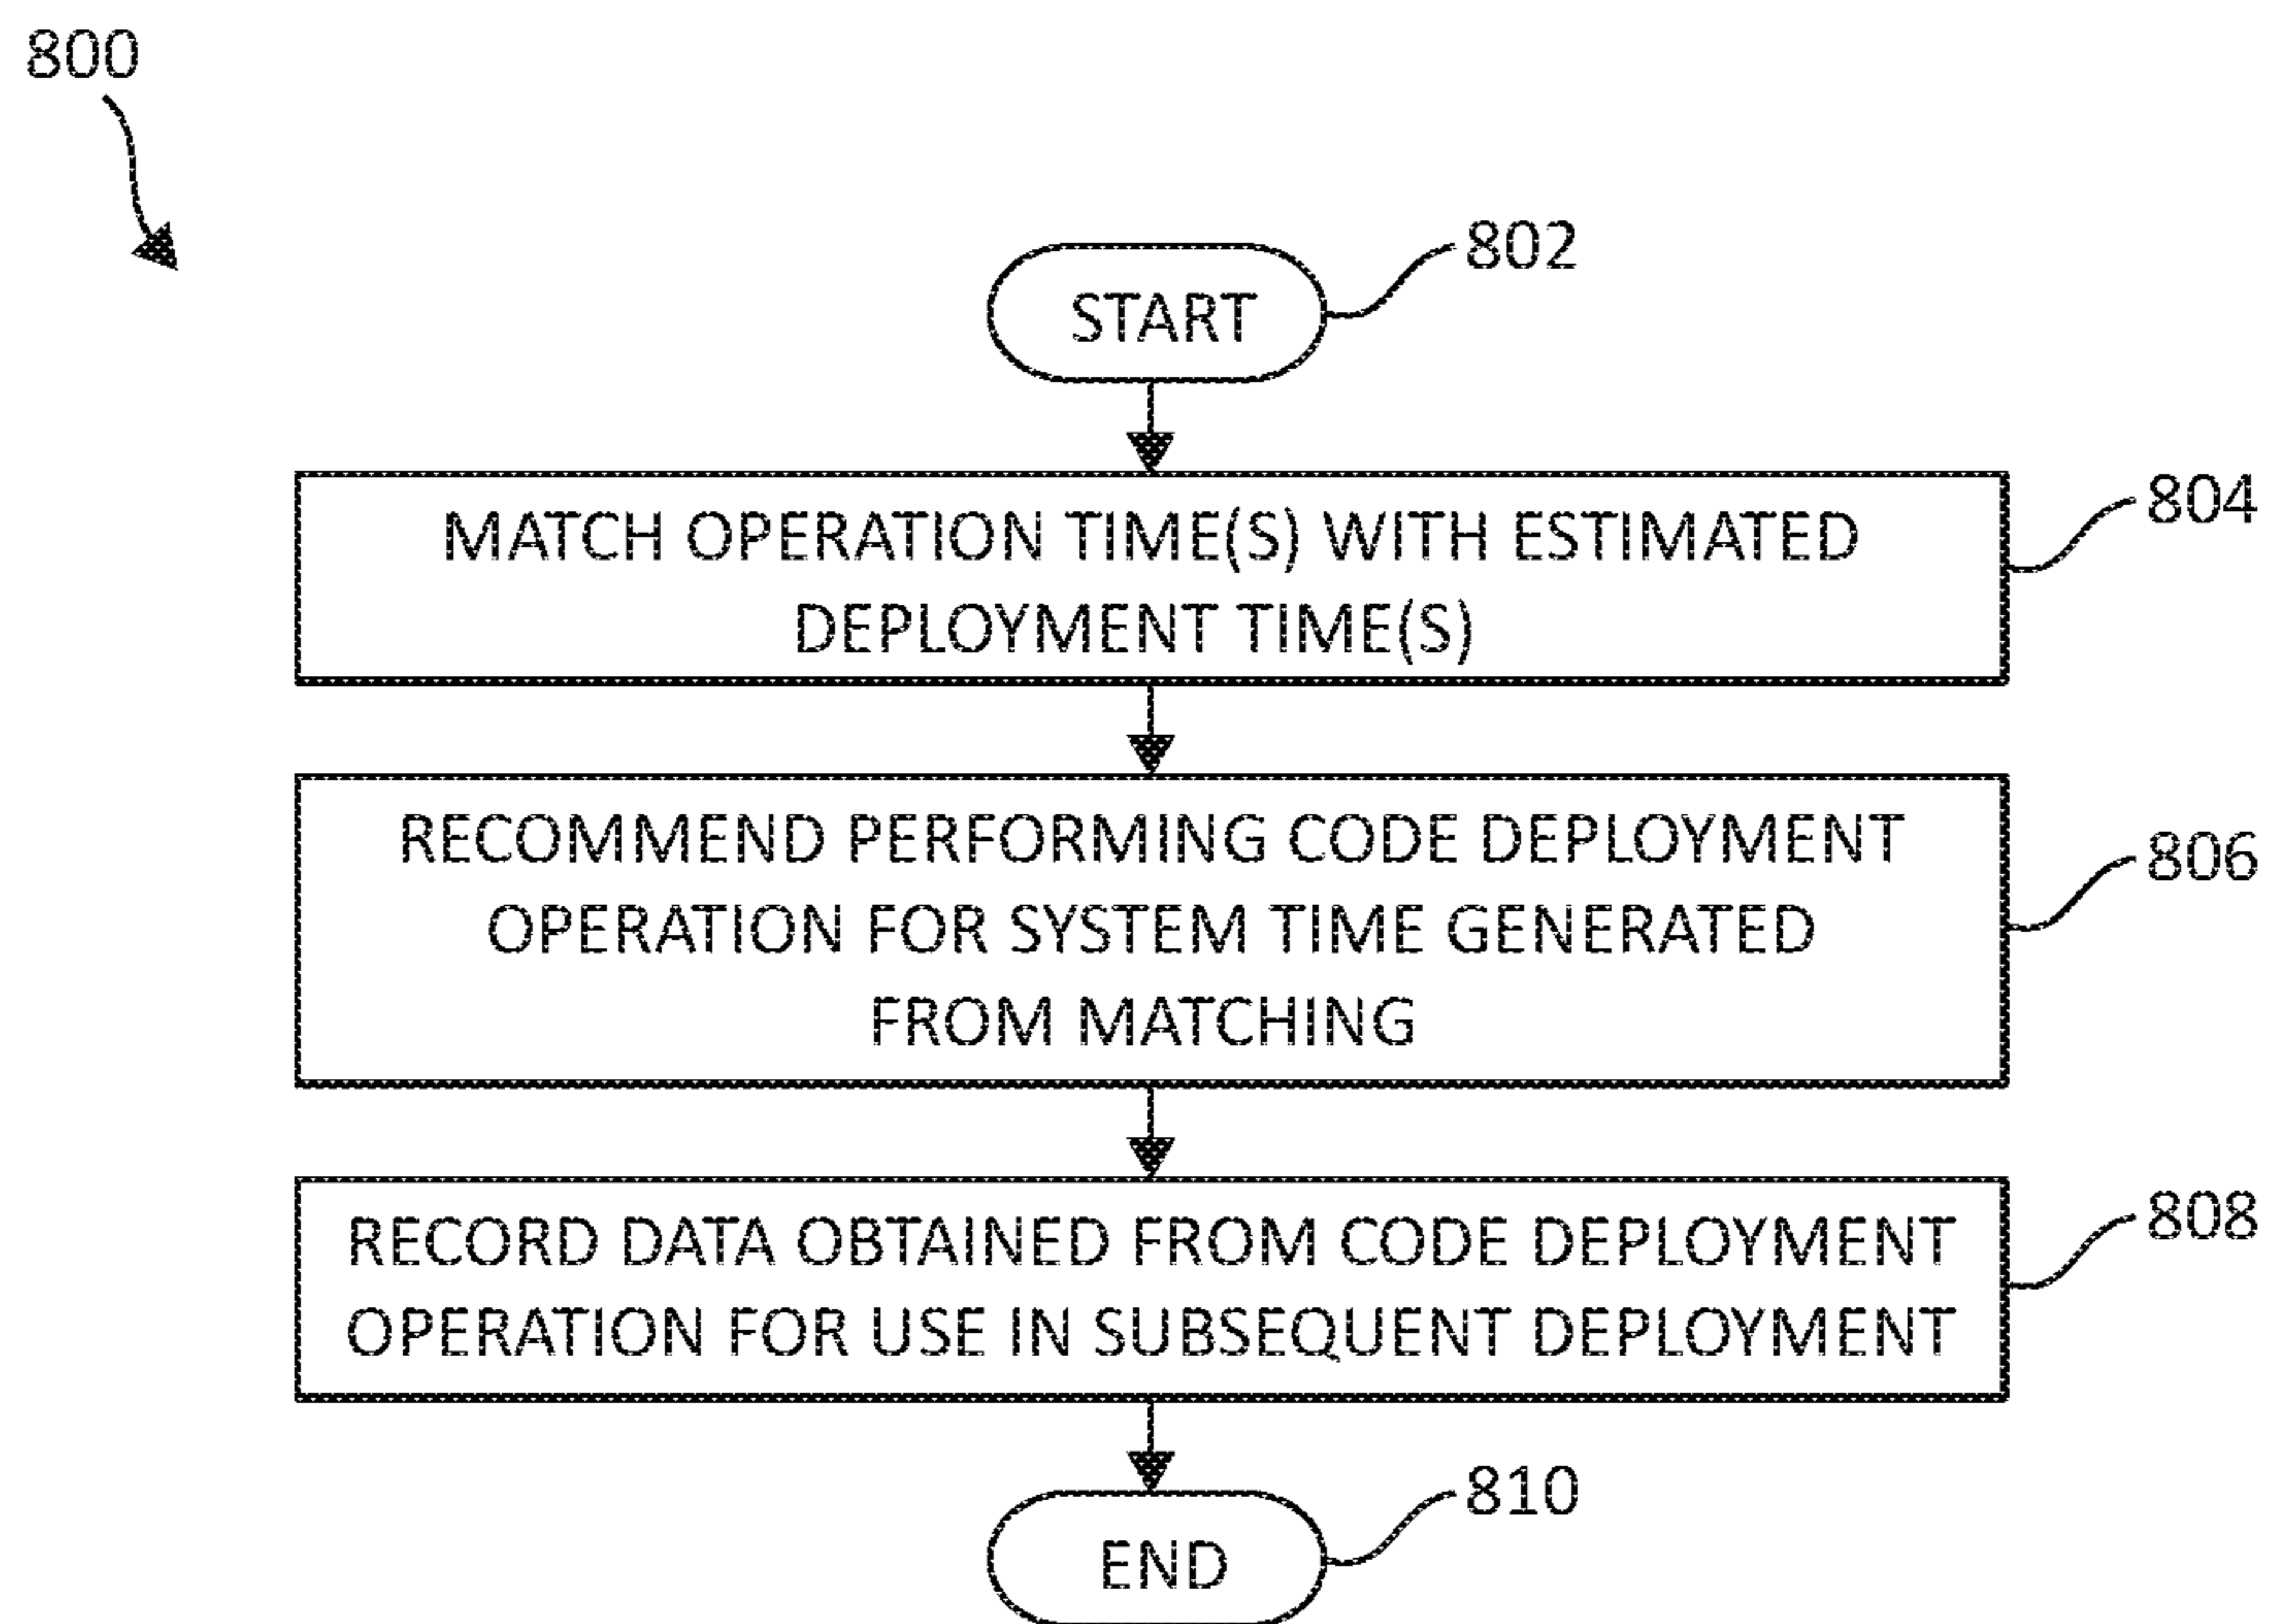 800
START
802
MATCH OPERATION TIME(S) WITH ESTIMATED
DEPLOYMENT TIME(S)
804
RECOMMEND PERFORMING CODE DEPLOYMENT
OPERATION FOR SYSTEM TIME GENERATED
FROM MATCHING
806
RECORD DATA OBTAINED FROM CODE DEPLOYMENT
OPERATION FOR USE IN SUBSEQUENT DEPLOYMENT
808
END
810